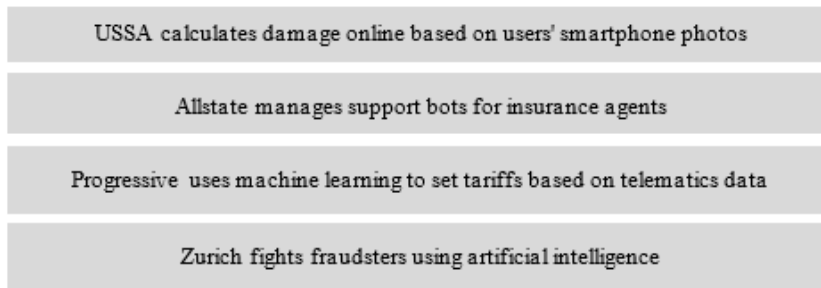 USSA calculates damage online based on users' smartphone photos
Allstate manages support bots for insurance agents
Progressive uses machine learning to set tariffs based on telematics data
Zurich fights fraudsters using artificial intelligence